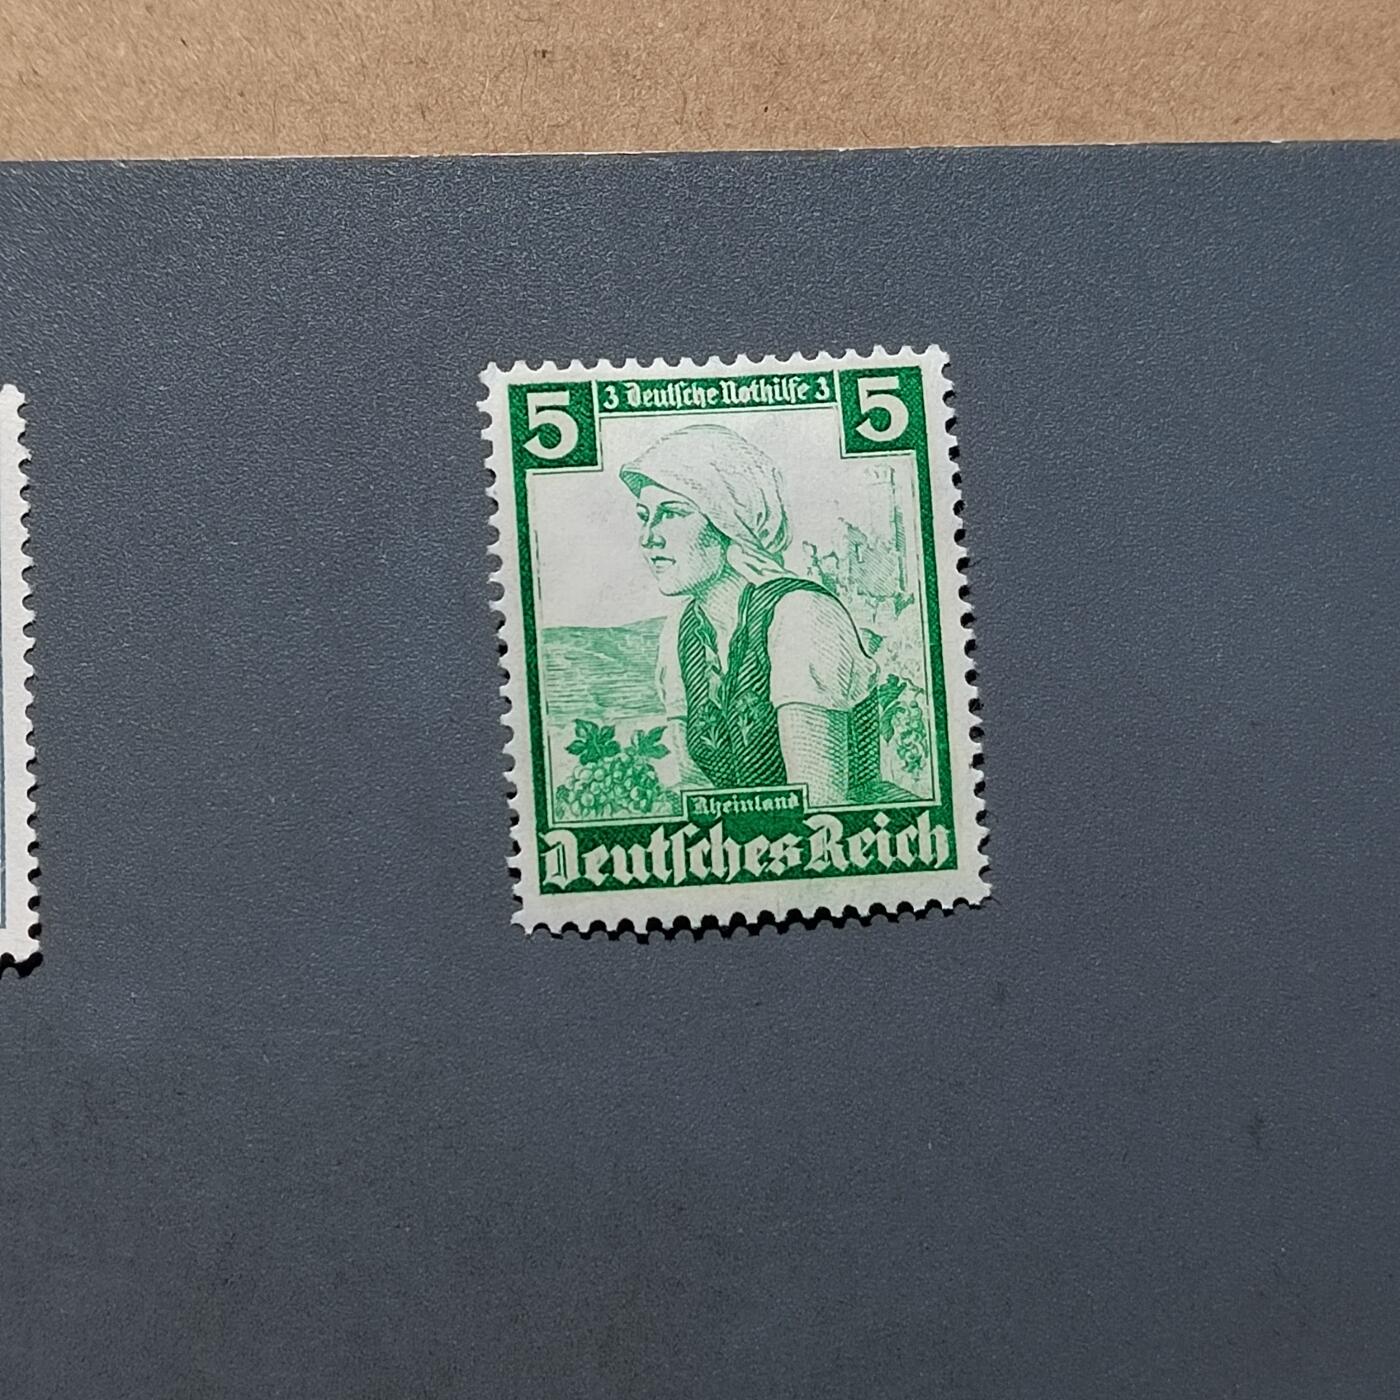 5 3 Deutsche Nothilfe 3 5
Rheinland
Deutsches Reich